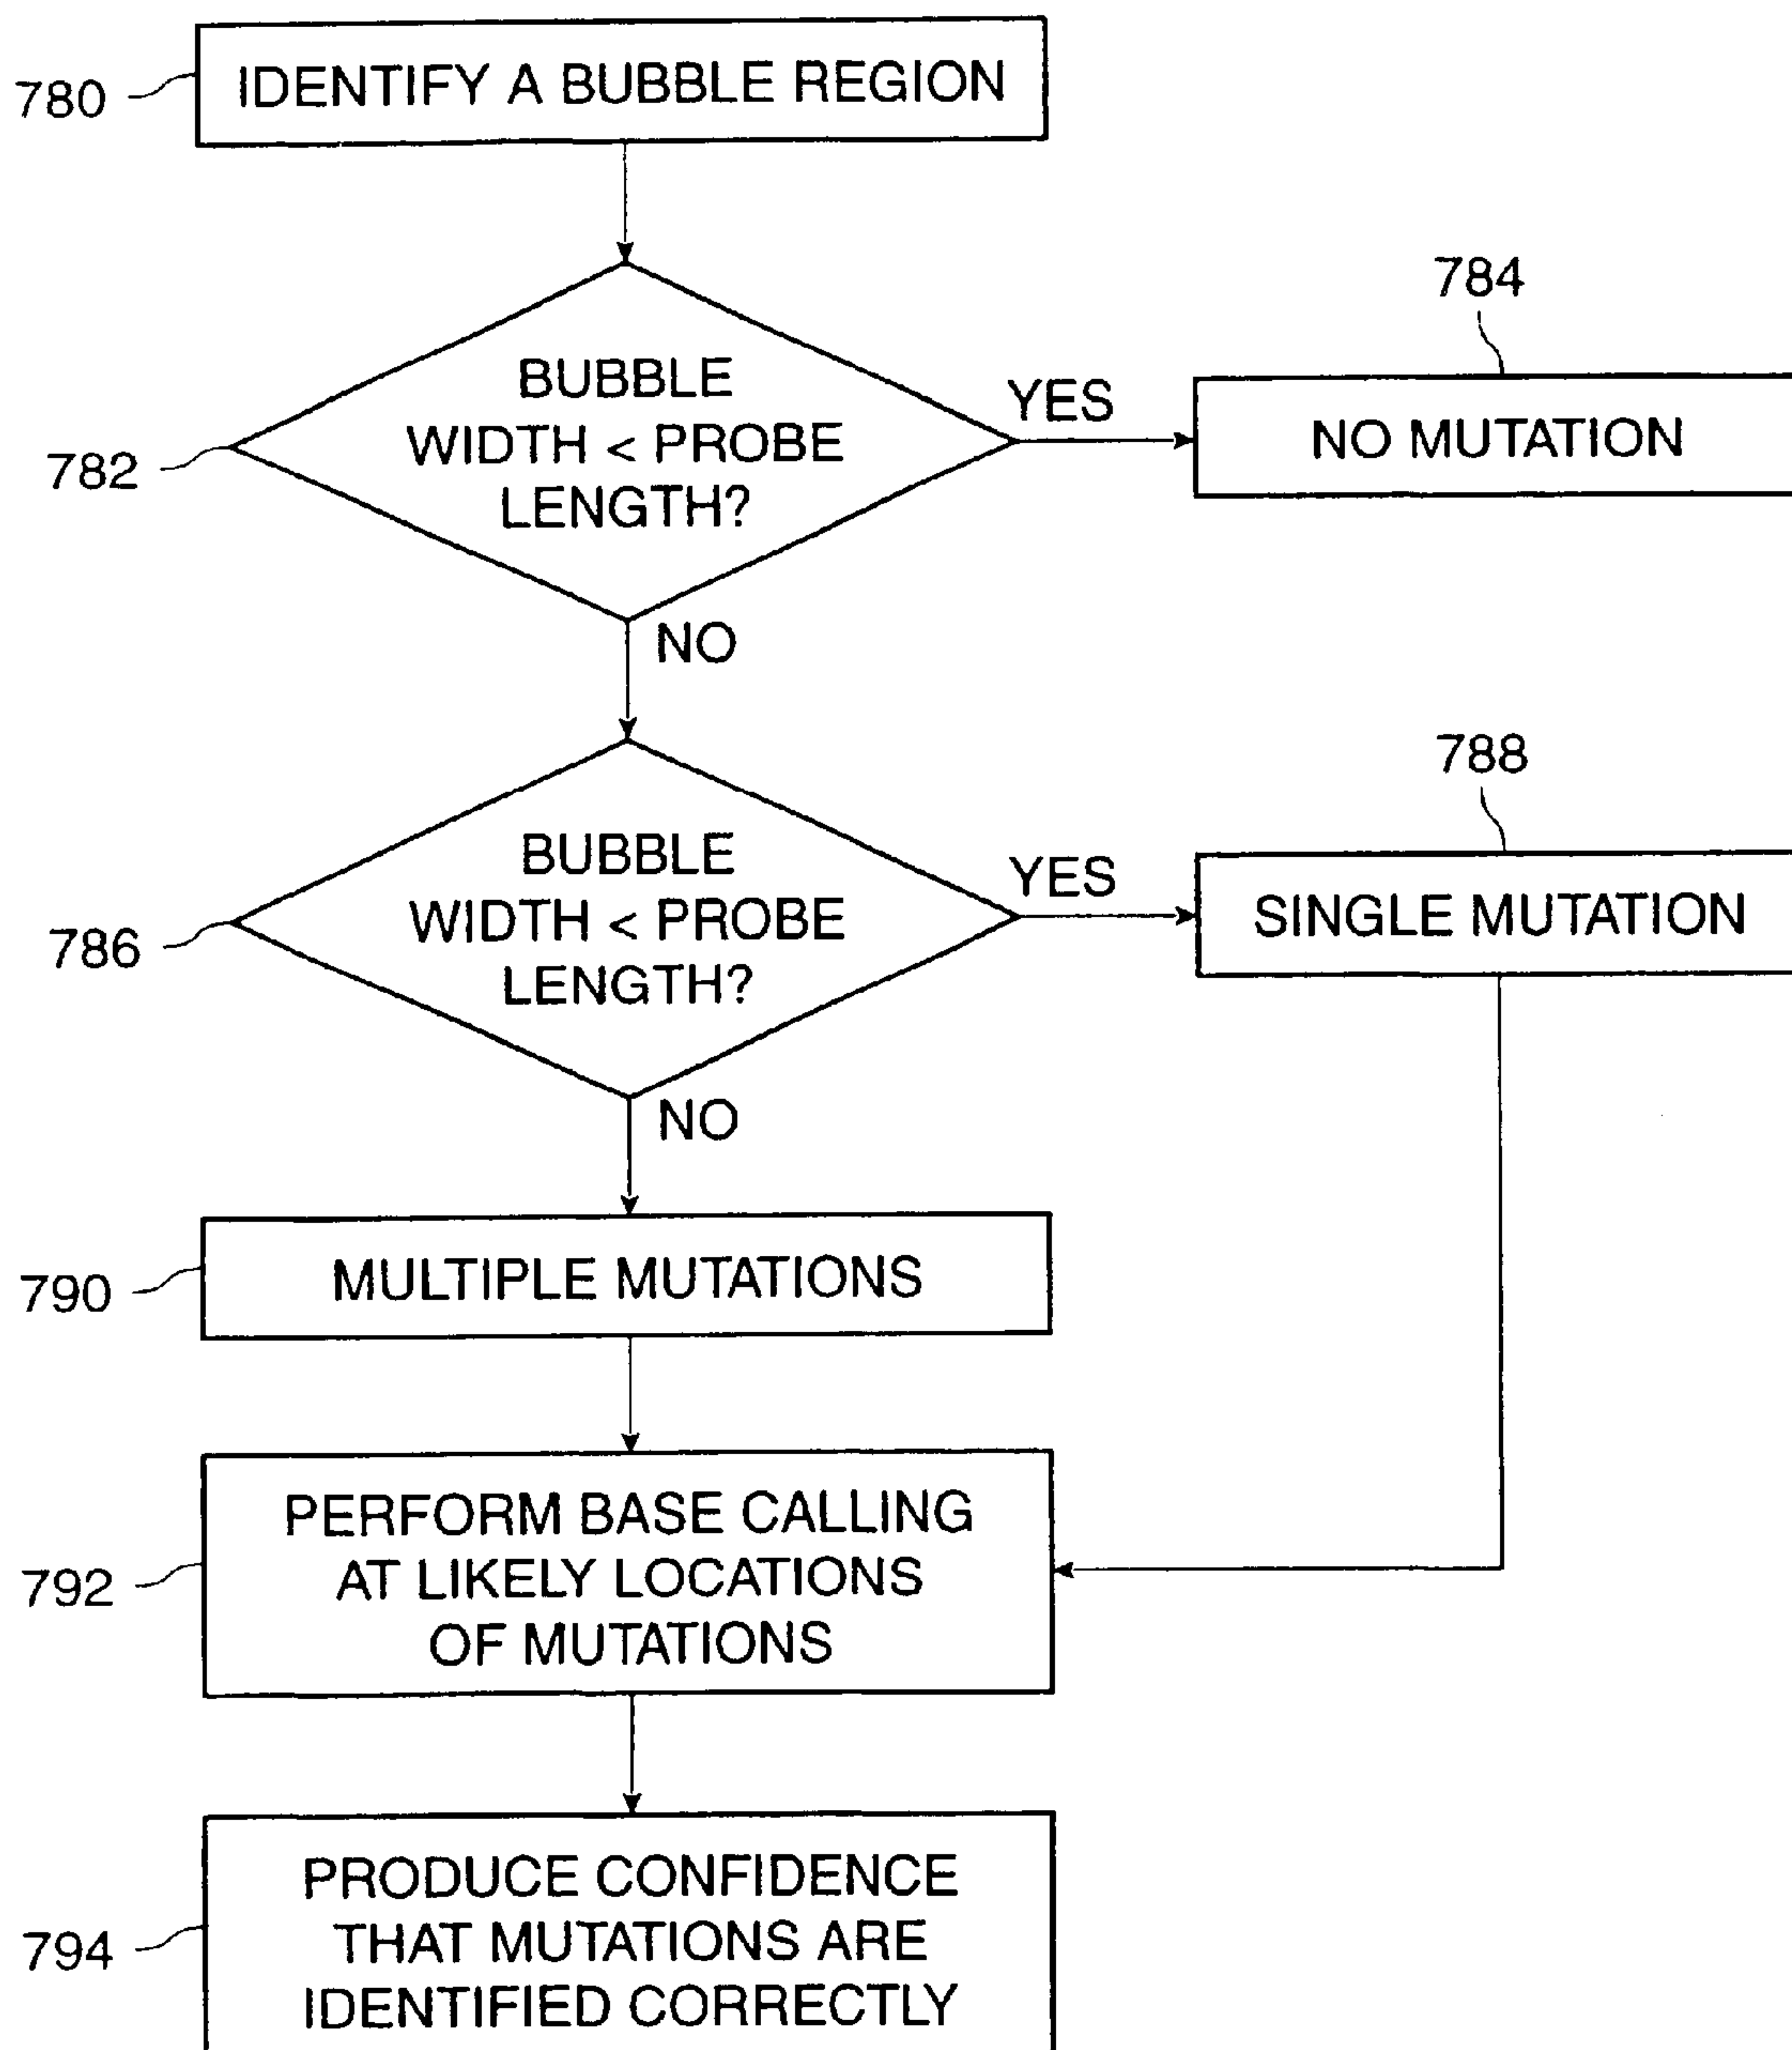 780
IDENTIFY A BUBBLE REGION
782
BUBBLE
WIDTH < PROBE
LENGTH?
YES
784
NO MUTATION
NO
786
BUBBLE
WIDTH < PROBE
LENGTH?
YES
788
SINGLE MUTATION
NO
790
MULTIPLE MUTATIONS
792
PERFORM BASE CALLING
AT LIKELY LOCATIONS
OF MUTATIONS
794
PRODUCE CONFIDENCE
THAT MUTATIONS ARE
IDENTIFIED CORRECTLY